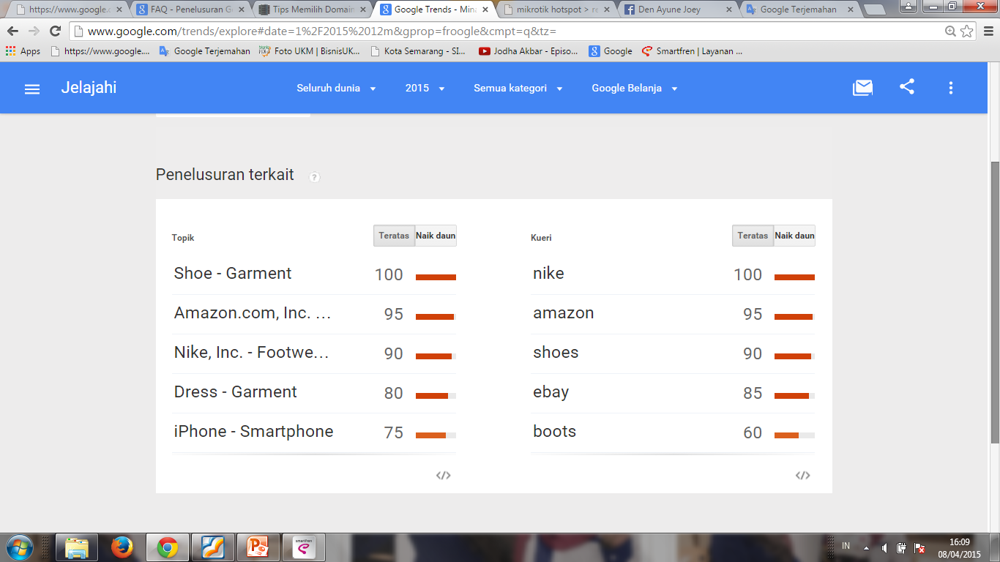 https://www.google.c
FAQ - Penelusuran G
Tips Memilih Domain
Google Trends - Mina
mikrotik hotspot > re
Den Ayune Joey
Google Terjemahan
www.google.com/trends/explore#date=1%2F2015%2012m&gprop=froogle&cmpt=q&tz=
Apps
https://www.google....
Google Terjemahan
Foto UKM | BisnisUK...
Kota Semarang - SI...
Jodha Akbar - Episo...
Google
Smartfren | Layanan ...
Jelajahi
Seluruh dunia
2015
Semua kategori
Google Belanja
Penelusuran terkait ?
Topik
Teratas
Naik daun
Shoe - Garment 100
Amazon.com, Inc. ... 95
Nike, Inc. - Footwe... 90
Dress - Garment 80
iPhone - Smartphone 75
</>
Kueri
Teratas
Naik daun
nike 100
amazon 95
shoes 90
ebay 85
boots 60
</>
smartfren
IN
16:09
08/04/2015